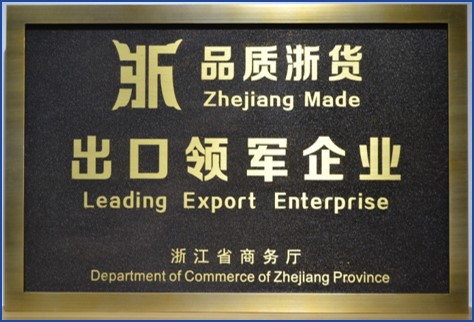 浙 品质浙货
Zhejiang Made
出口领军企业
Leading Export Enterprise
浙江省商务厅
Department of Commerce of Zhejiang Province